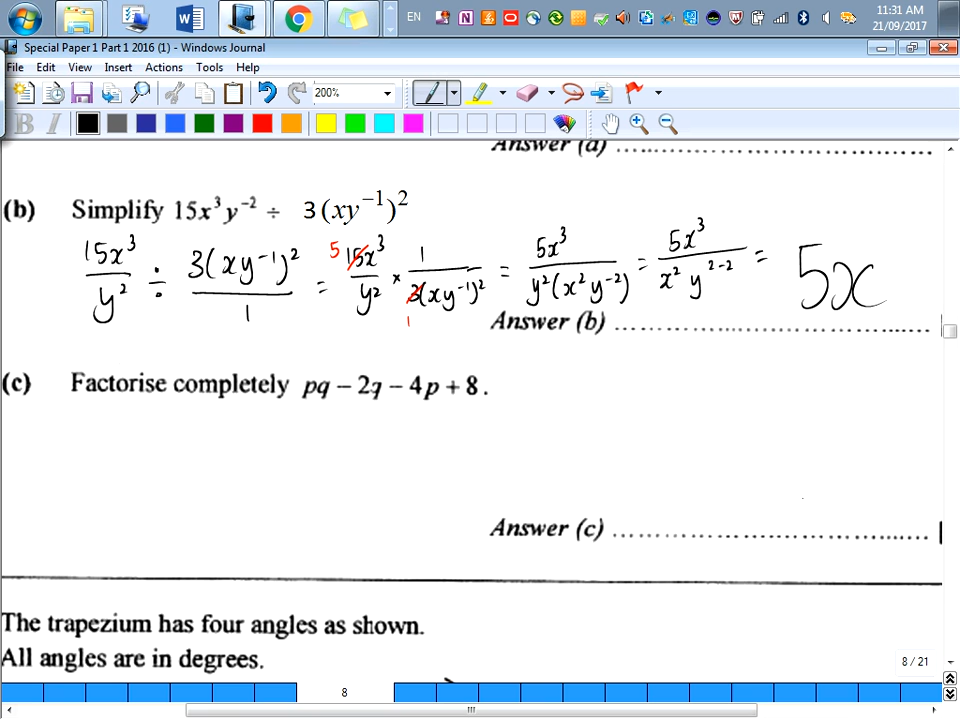 EN
11:31 AM
21/09/2017
Special Paper 1 Part 1 2016 (1) - Windows Journal
File Edit View Insert Actions Tools Help
200%
B I
Answer (a) ................................................
(b) Simplify 15x³y⁻² ÷ 3(xy⁻¹)²
15x³/y² ÷ 3(xy⁻¹)²/1 = 5 15x³/y² × 1/3(xy⁻¹)² 1 = 5x³/y²(x²y⁻²) = 5x³/x²y²⁻² = 5x
Answer (b) ................................................
(c) Factorise completely pq − 2q − 4p + 8.
Answer (c) ................................................
The trapezium has four angles as shown.
All angles are in degrees.
8 / 21
8